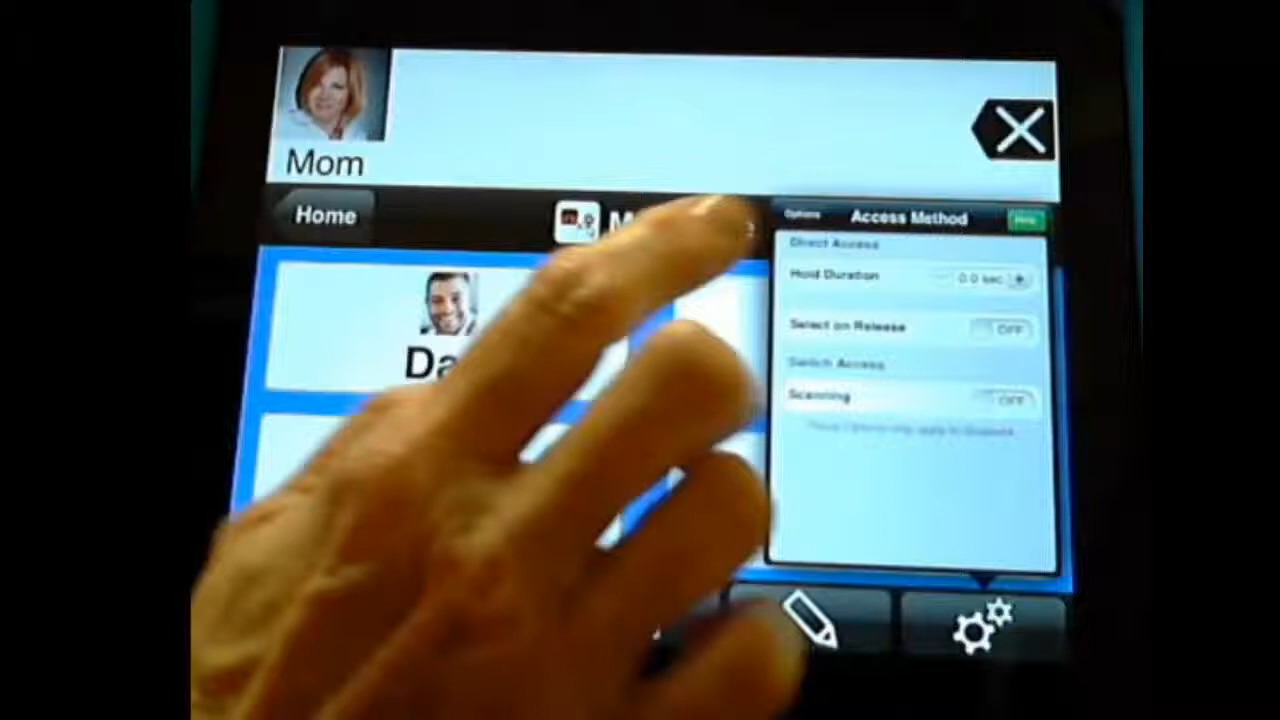 Mom
Home
M
e
Options
Access Method
Help
Direct Access
Hold Duration
0.0 sec +
Select on Release
OFF
Switch Access
Scanning
OFF
Da